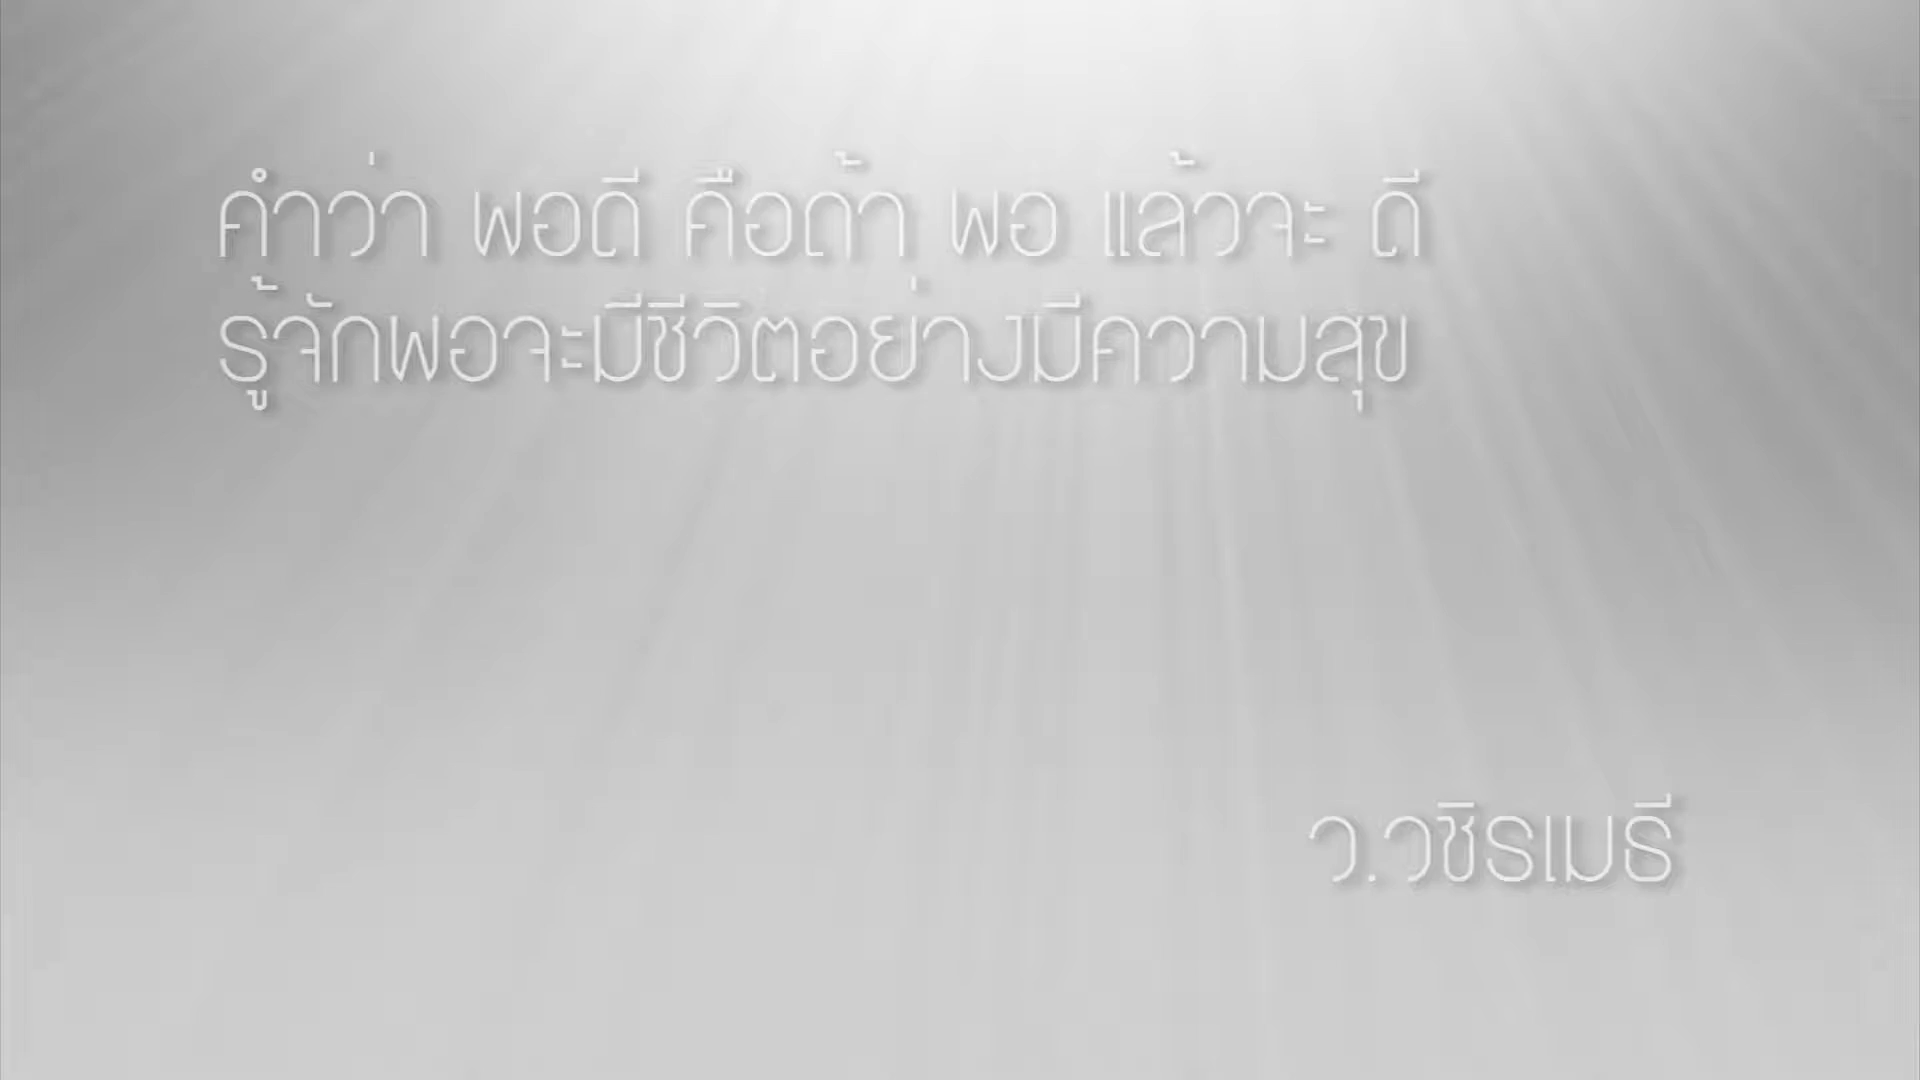 คำว่า พอดี คือถ้า พอ แล้วจะ ดี
รู้จักพอจะมีชีวิตอย่างมีความสุข
ว.วชิรเมธี